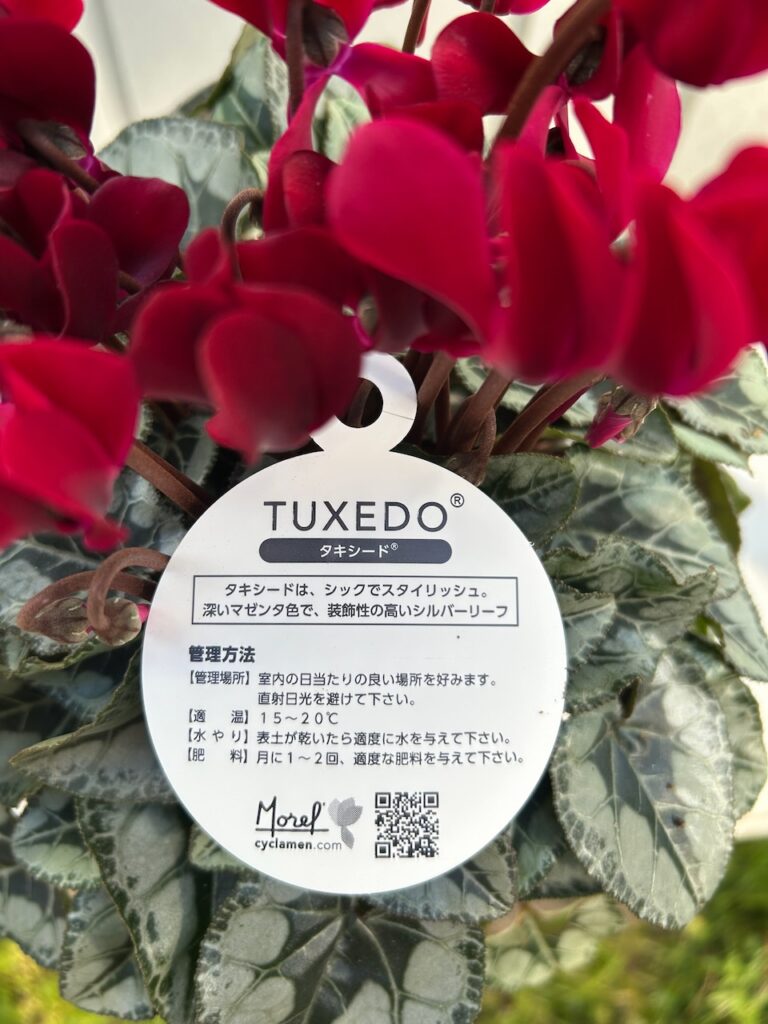 TUXEDO®
タキシード®
タキシードは、シックでスタイリッシュ。
深いマゼンタ色で、装飾性の高いシルバーリーフ
管理方法
【管理場所】室内の日当たりの良い場所を好みます。
直射日光を避けて下さい。
【適　温】15～20℃
【水やり】表土が乾いたら適度に水を与えて下さい。
【肥　料】月に1～2回、適度な肥料を与えて下さい。
Morel
cyclamen.com